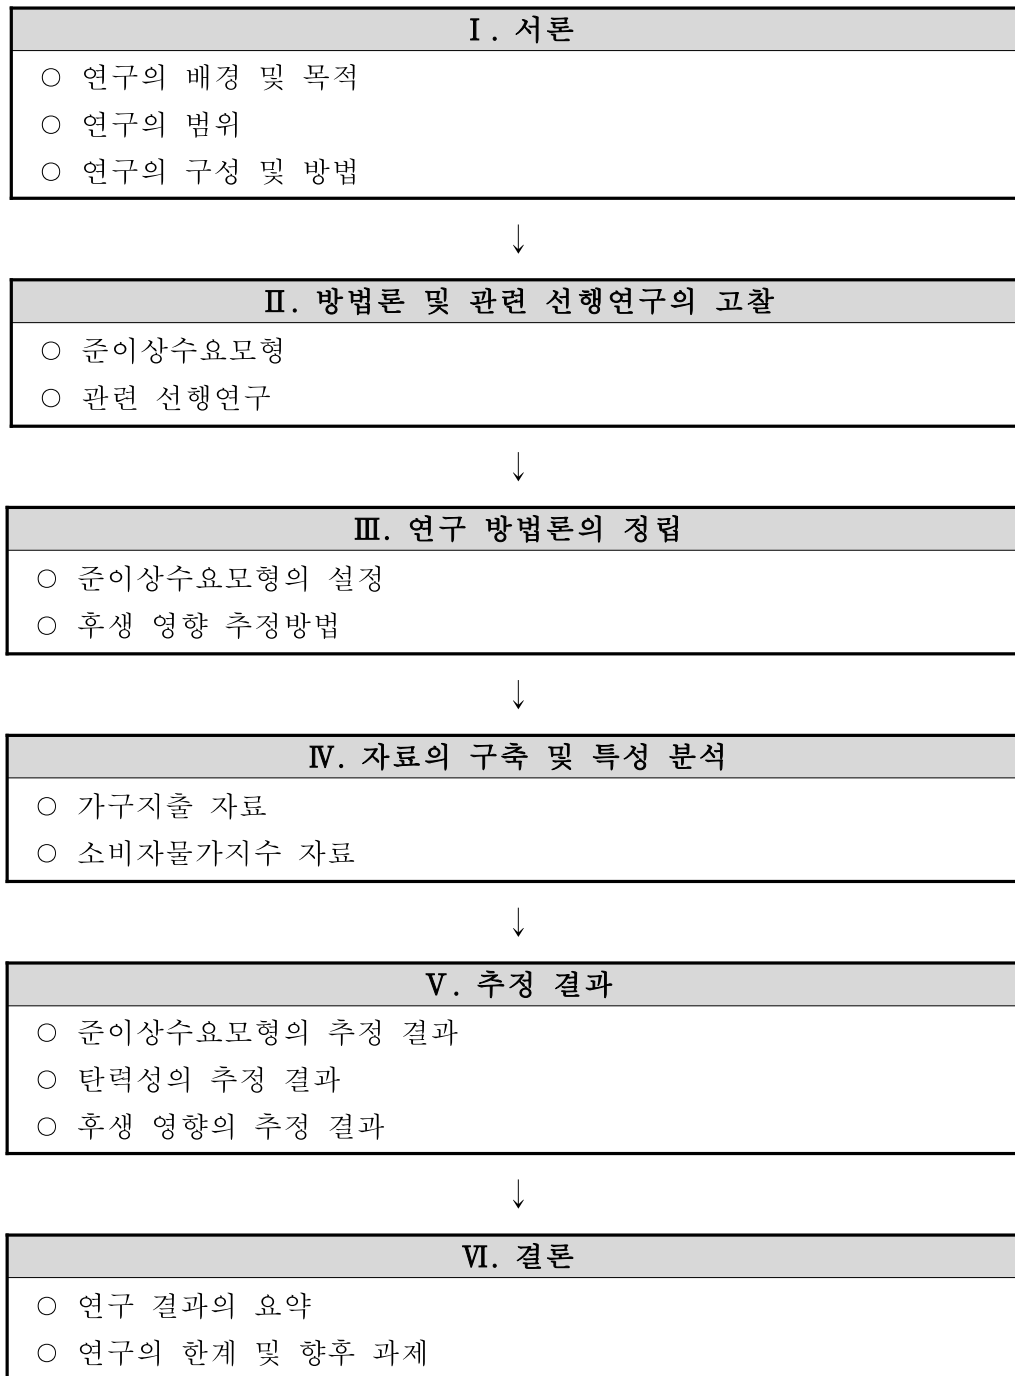 Ⅰ. 서론
○ 연구의 배경 및 목적
○ 연구의 범위
○ 연구의 구성 및 방법
↓
Ⅱ. 방법론 및 관련 선행연구의 고찰
○ 준이상수요모형
○ 관련 선행연구
↓
Ⅲ. 연구 방법론의 정립
○ 준이상수요모형의 설정
○ 후생 영향 추정방법
↓
Ⅳ. 자료의 구축 및 특성 분석
○ 가구지출 자료
○ 소비자물가지수 자료
↓
Ⅴ. 추정 결과
○ 준이상수요모형의 추정 결과
○ 탄력성의 추정 결과
○ 후생 영향의 추정 결과
↓
Ⅵ. 결론
○ 연구 결과의 요약
○ 연구의 한계 및 향후 과제